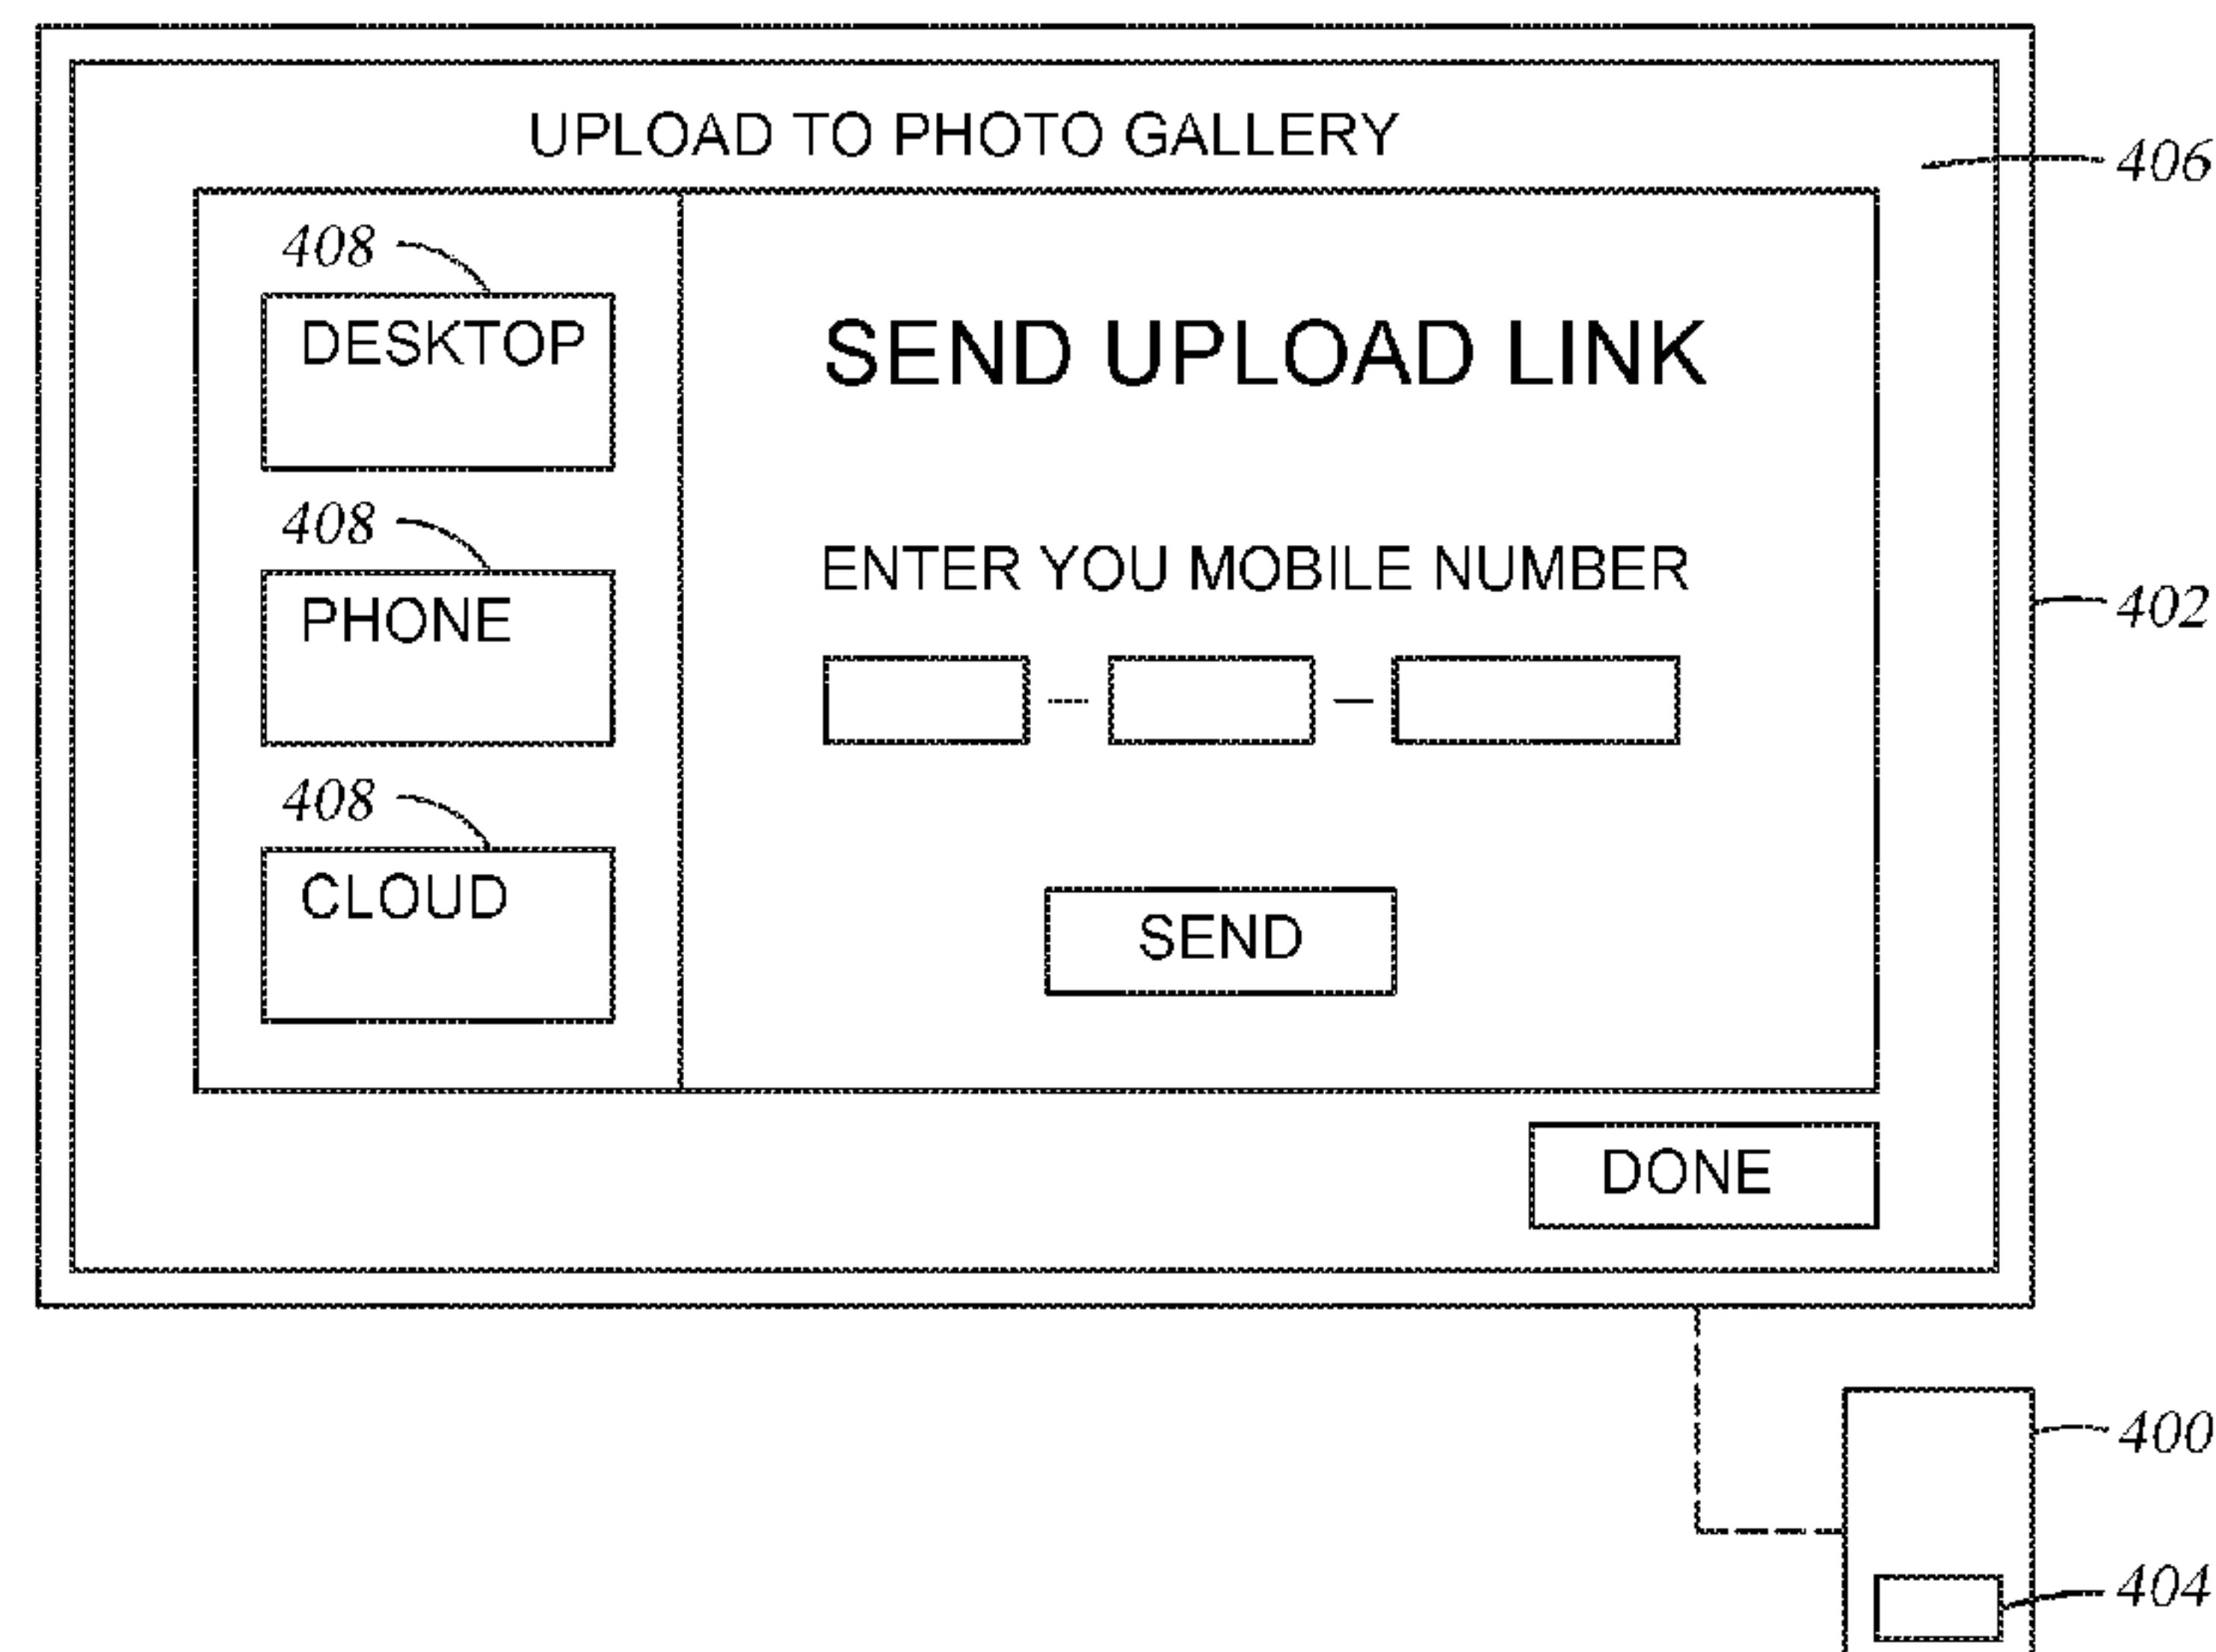 UPLOAD TO PHOTO GALLERY
406
408
DESKTOP
SEND UPLOAD LINK
408
PHONE
ENTER YOU MOBILE NUMBER
402
408
CLOUD
SEND
DONE
400
404